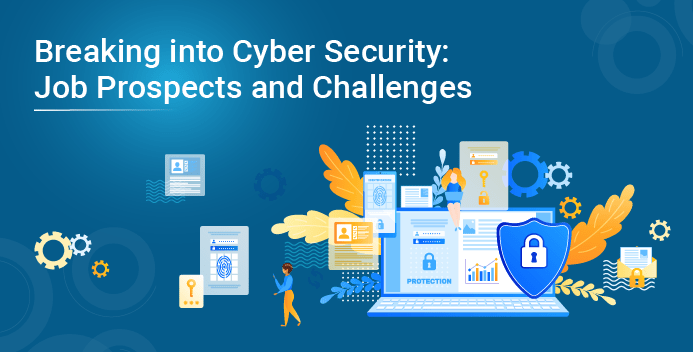 Breaking into Cyber Security:
Job Prospects and Challenges
PROTECTION